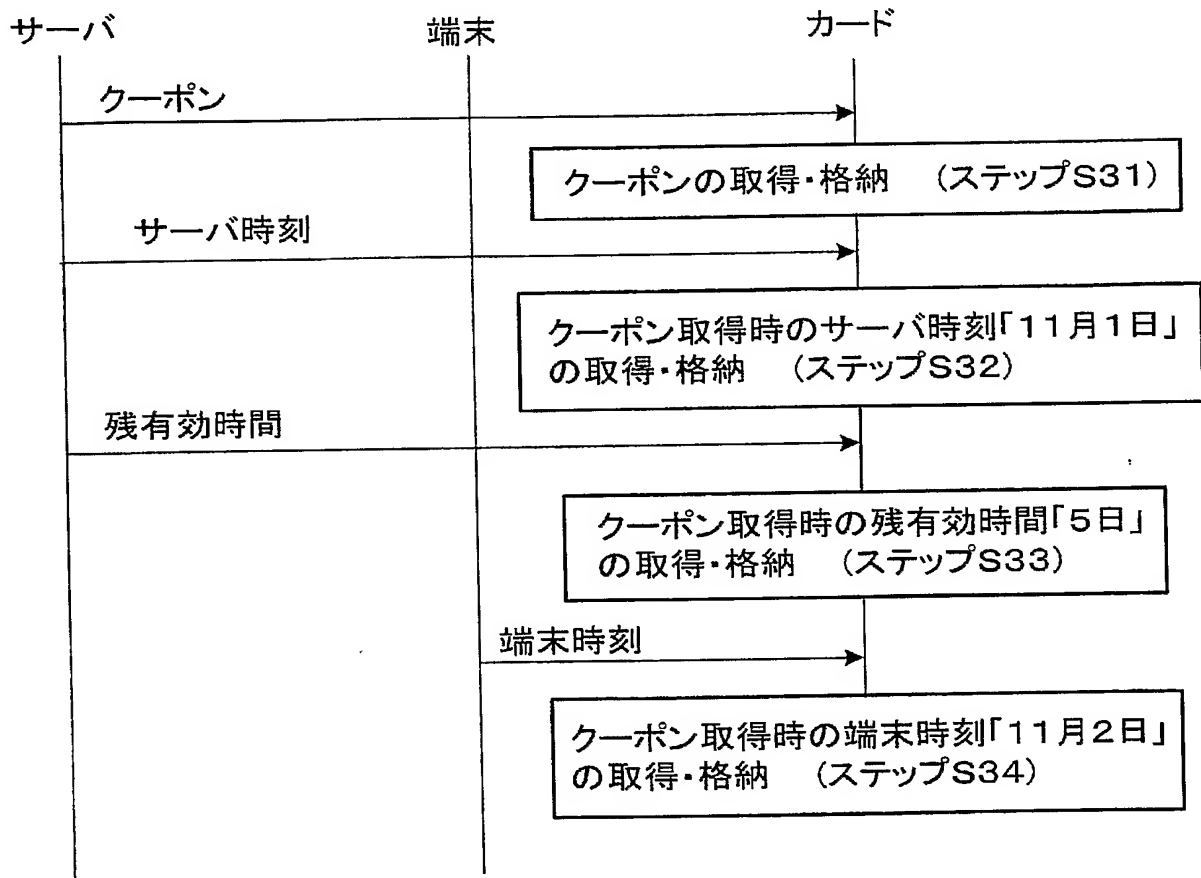 サーバ
端末
カード
クーポン
クーポンの取得・格納 (ステップS31)
サーバ時刻
クーポン取得時のサーバ時刻「11月1日」
の取得・格納 (ステップS32)
残有効時間
クーポン取得時の残有効時間「5日」
の取得・格納 (ステップS33)
端末時刻
クーポン取得時の端末時刻「11月2日」
の取得・格納 (ステップS34)